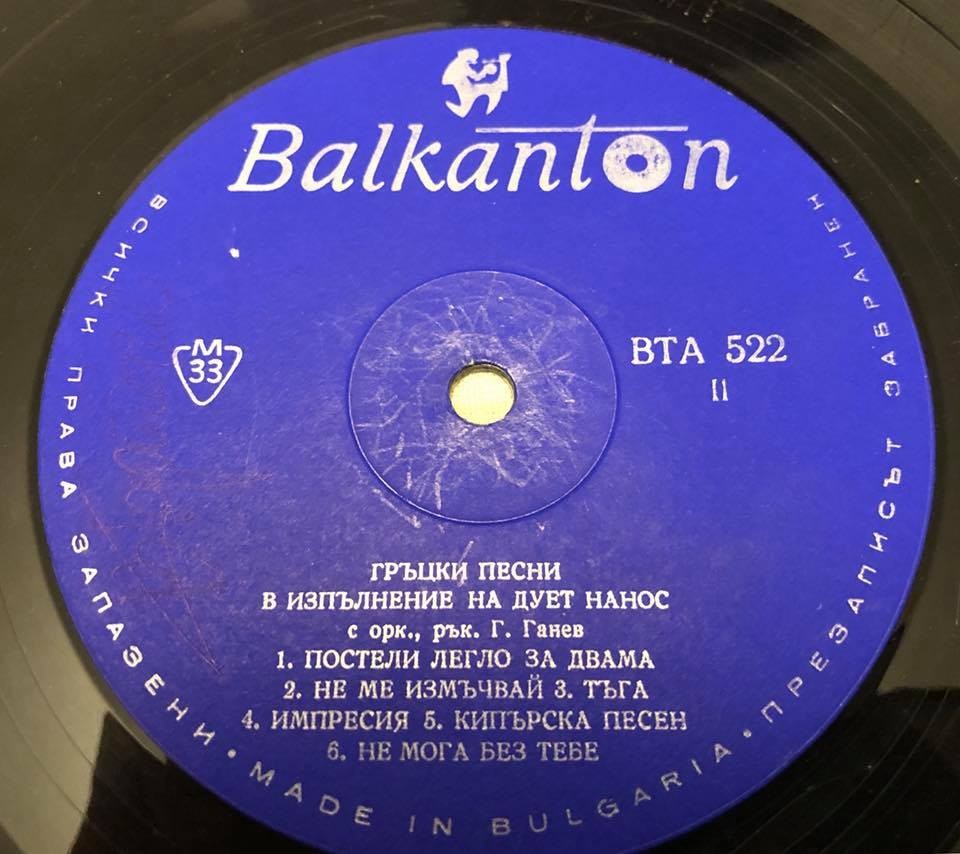 Balkanton
ВСИЧКИ ПРАВА ЗАПАЗЕНИ • MADE IN BULGARIA • ПРЕЗАПИСЪТ ЗАБРАНЕН
M
33
ВТА 522
II
ГРЪЦКИ ПЕСНИ
В ИЗПЪЛНЕНИЕ НА ДУЕТ НАНОС
с орк., рък. Г. Ганев
1. ПОСТЕЛИ ЛЕГЛО ЗА ДВАМА
2. НЕ МЕ ИЗМЪЧВАЙ 3. ТЪГА
4. ИМПРЕСИЯ 5. КИПЪРСКА ПЕСЕН
6. НЕ МОГА БЕЗ ТЕБЕ